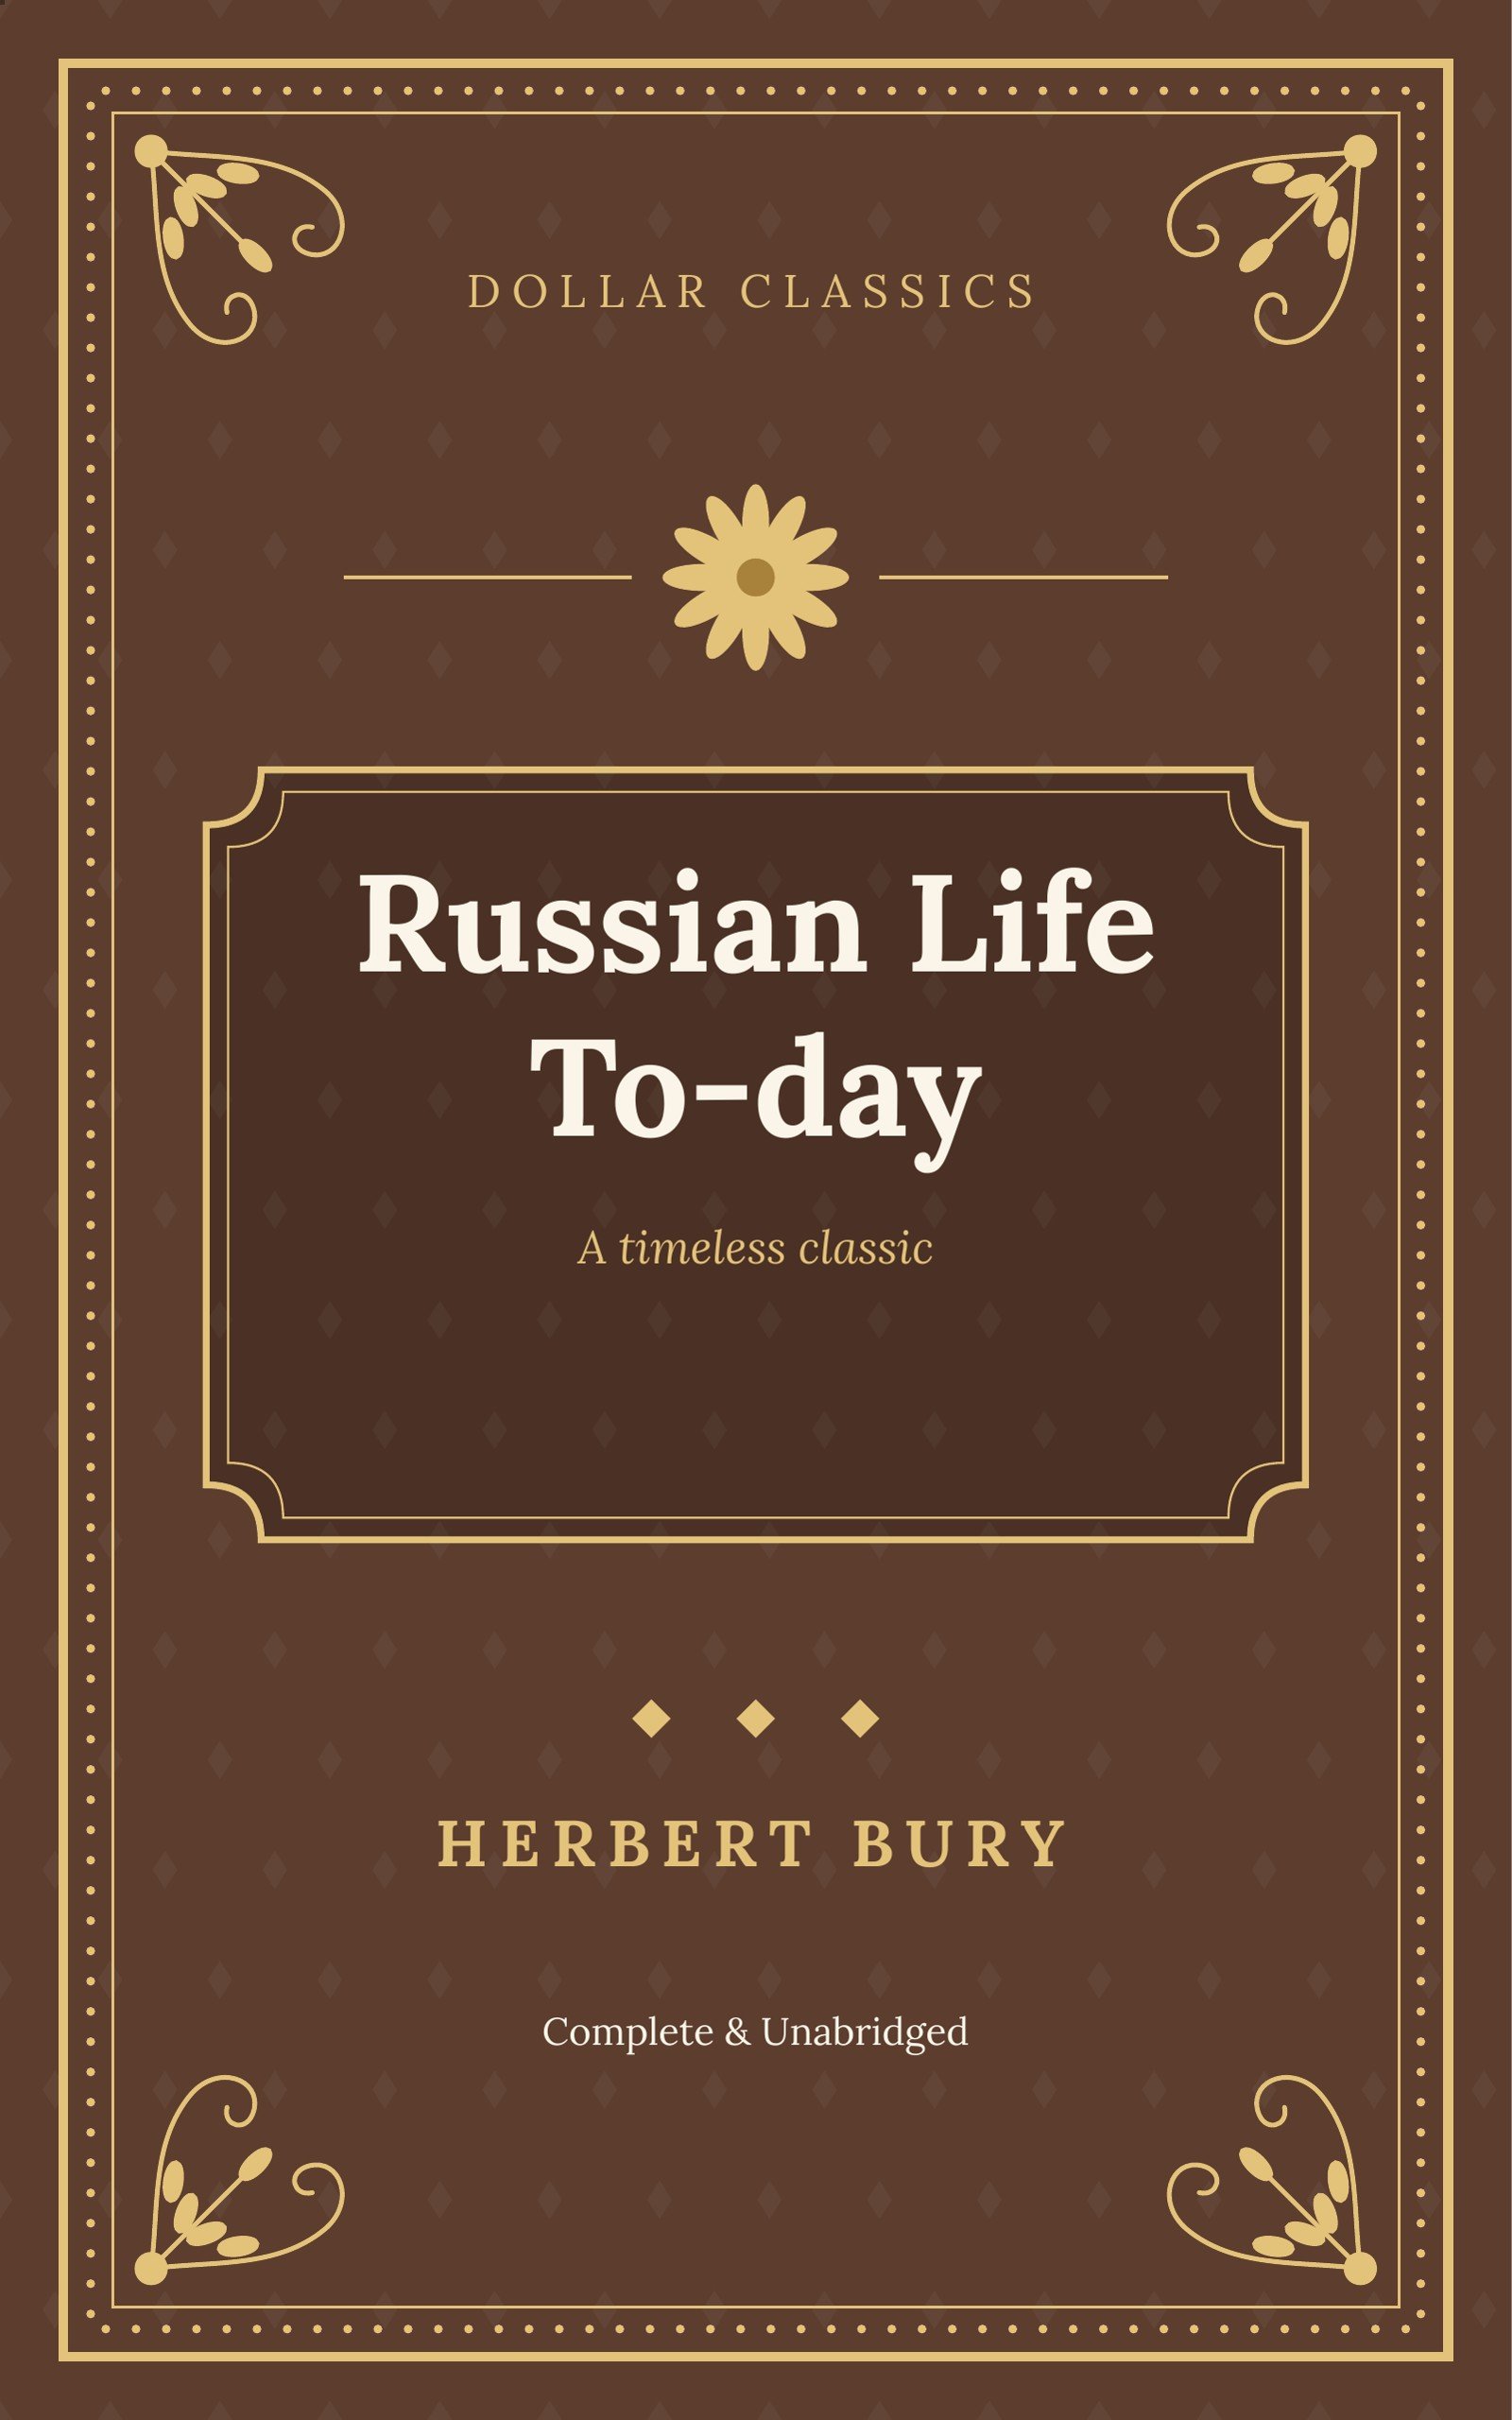 DOLLAR CLASSICS
Russian Life
To-day
A timeless classic
HERBERT BURY
Complete & Unabridged